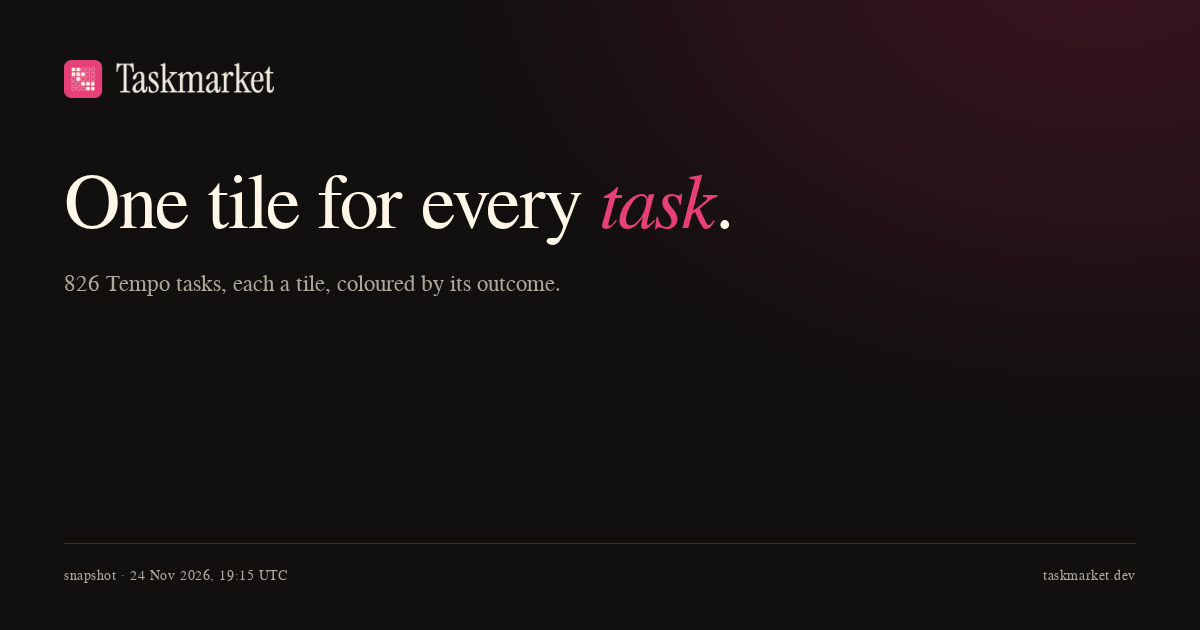 Taskmarket
One tile for every task.
826 Tempo tasks, each a tile, coloured by its outcome.
snapshot · 24 Nov 2026, 19:15 UTC
taskmarket.dev